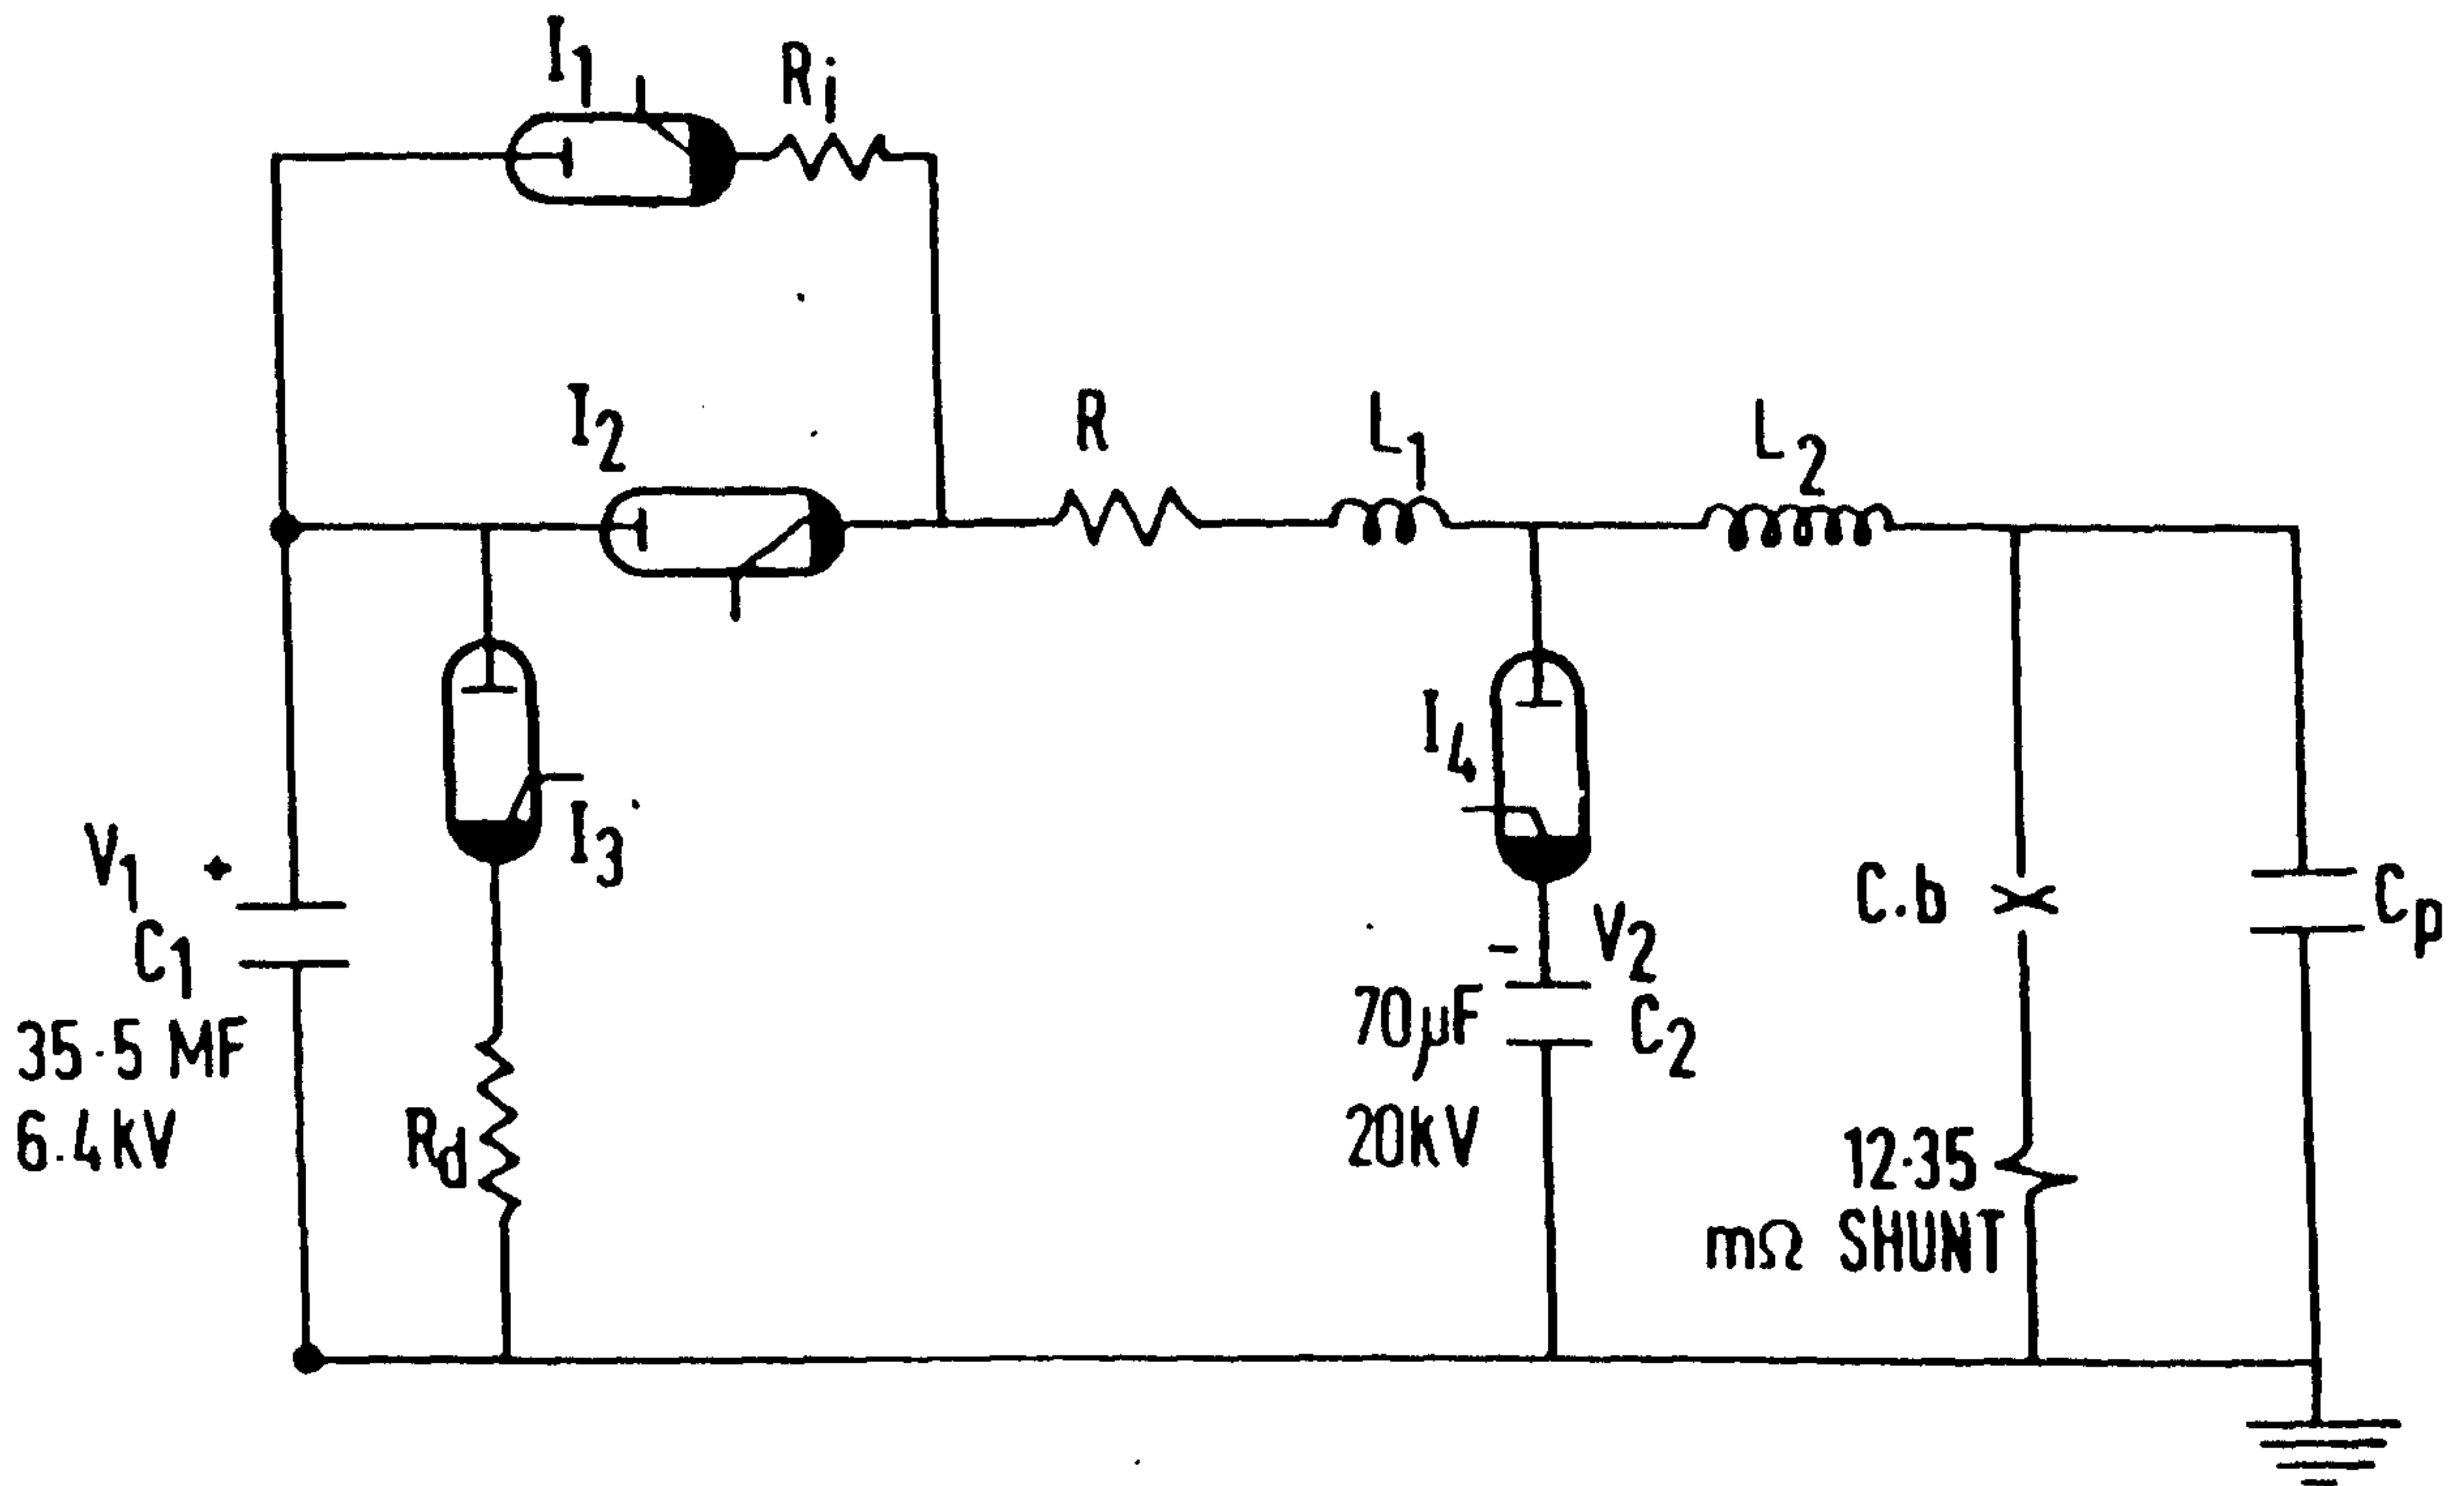 I1
Ri
I2
R
L1
L2
I3
I4
V1 +
C1
35·5 MF
6.4kV
Rd
- V2
70µF C2
20kV
C.b
Cp
12·35
mΩ SHUNT